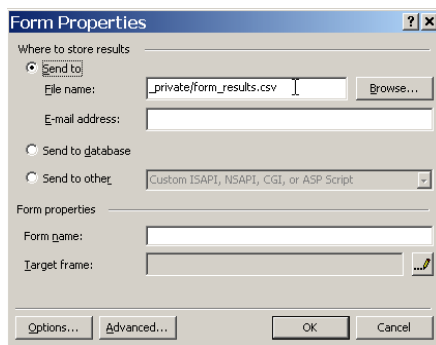 Form Properties
Where to store results
Send to
File name: _private/form_results.csv Browse...
E-mail address:
Send to database
Send to other Custom ISAPI, NSAPI, CGI, or ASP Script
Form properties
Form name:
Target frame:
Options... Advanced... OK Cancel